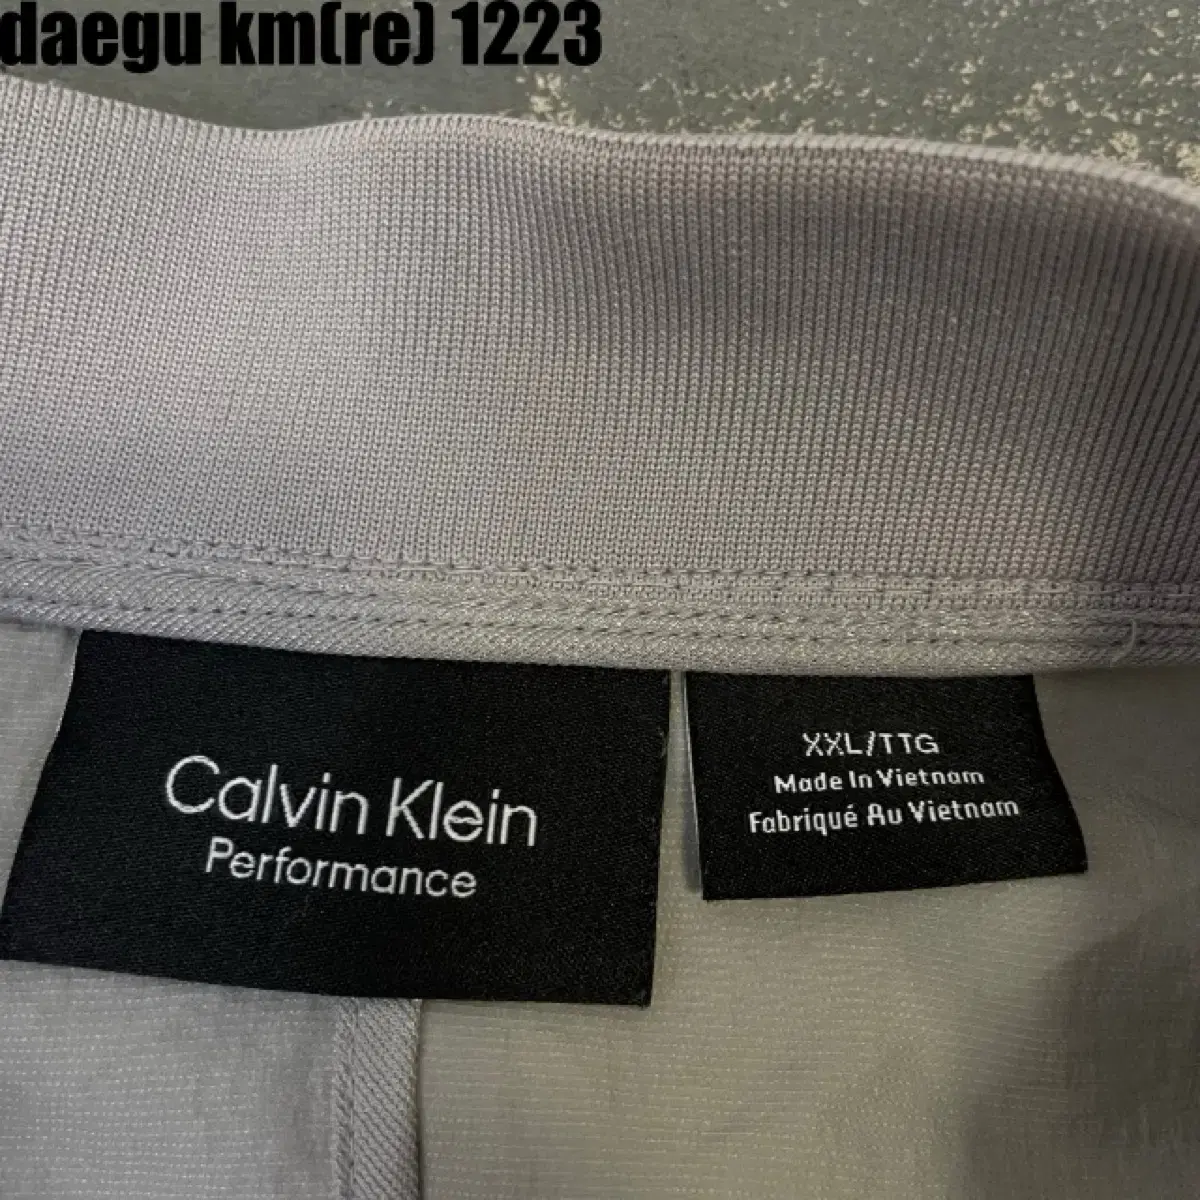 daegu km(re) 1223
Calvin Klein
Performance
XXL/TTG
Made In Vietnam
Fabriqué Au Vietnam